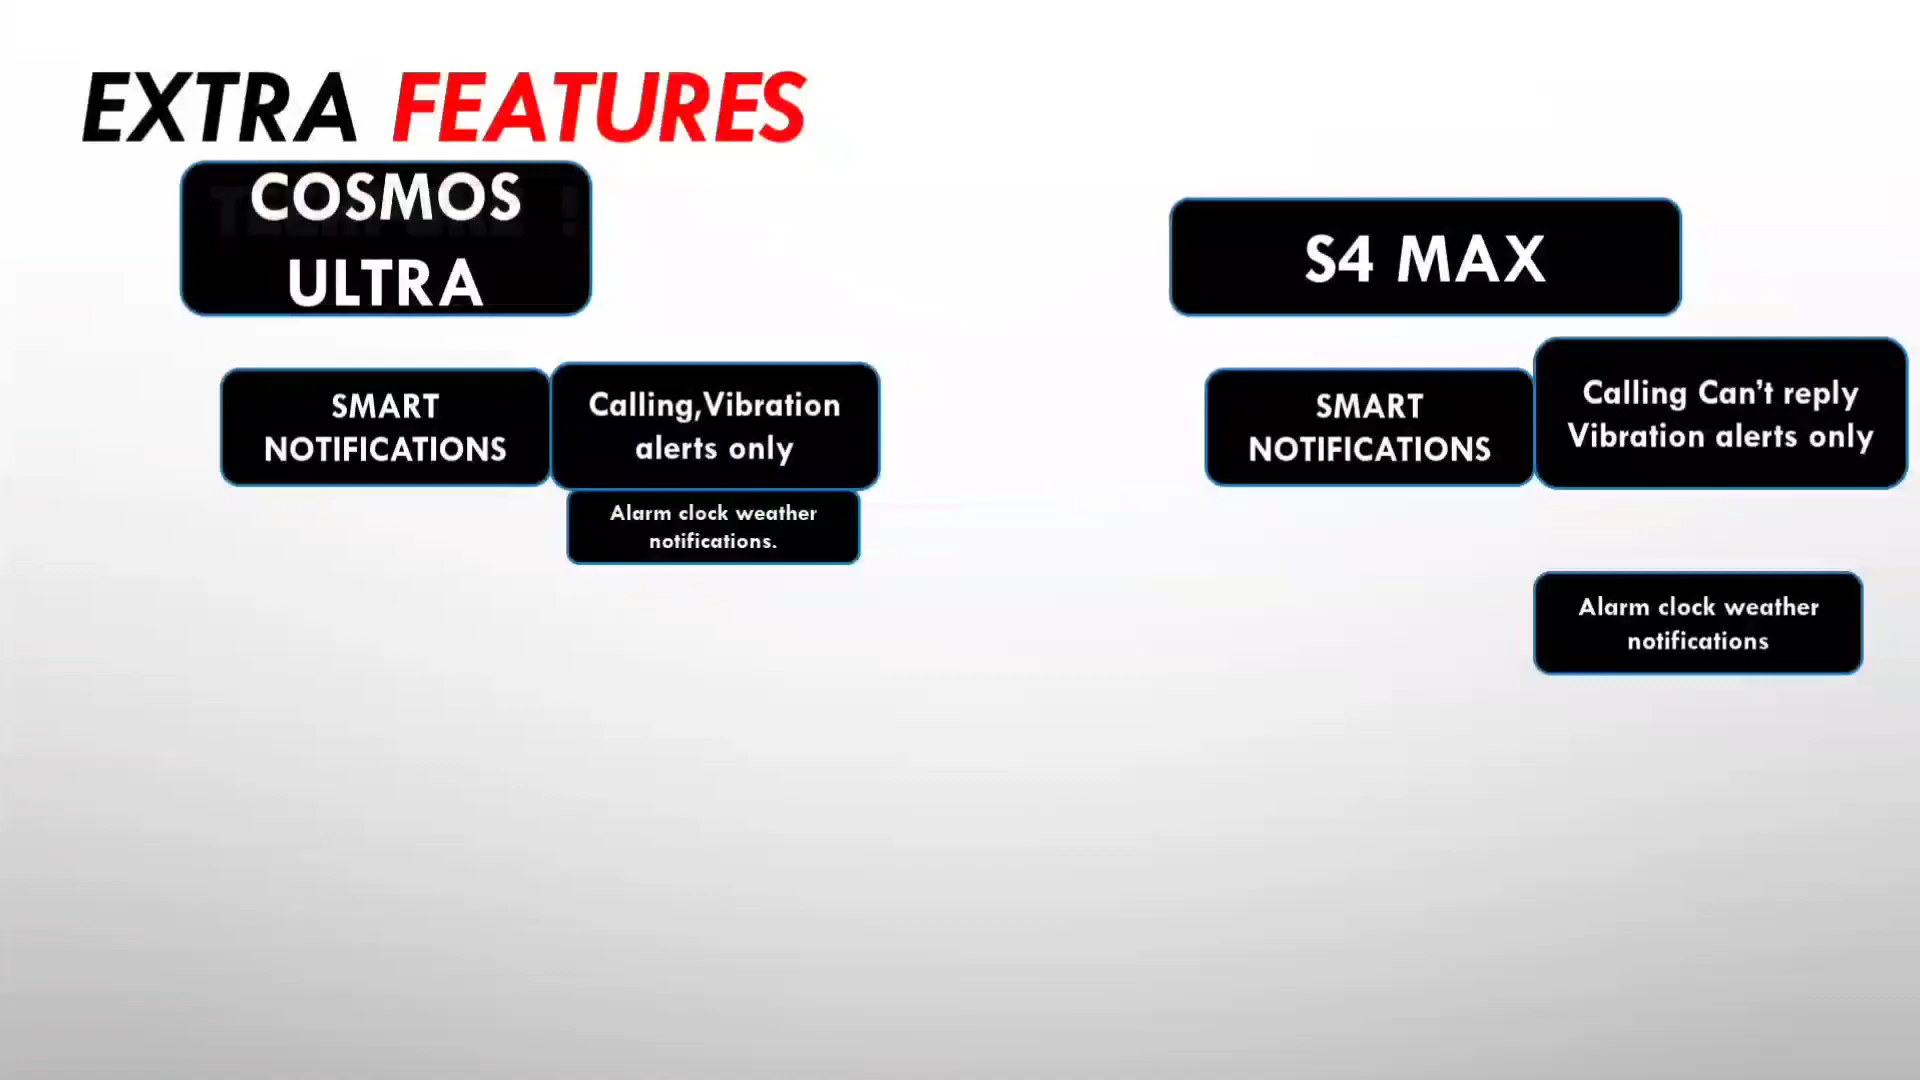 EXTRA FEATURES
COSMOS
ULTRA
SMART
NOTIFICATIONS
Calling,Vibration
alerts only
Alarm clock weather
notifications.
S4 MAX
SMART
NOTIFICATIONS
Calling Can't reply
Vibration alerts only
Alarm clock weather
notifications